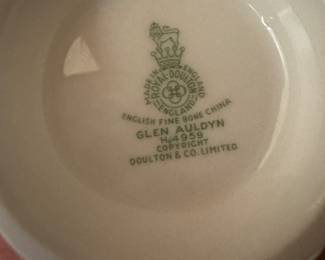 MADE IN ENGLAND
ROYAL DOULTON
ENGLAND
ENGLISH FINE BONE CHINA
GLEN AULDYN
H.4959
COPYRIGHT
DOULTON & CO. LIMITED